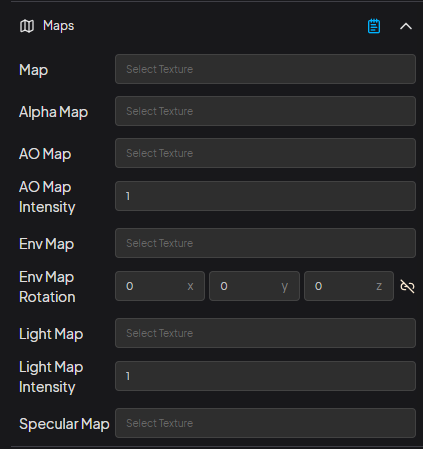 Maps
Map Select Texture
Alpha Map Select Texture
AO Map Select Texture
AO Map
Intensity
1
Env Map Select Texture
Env Map
Rotation
0 x 0 y 0 z
Light Map Select Texture
Light Map
Intensity
1
Specular Map Select Texture